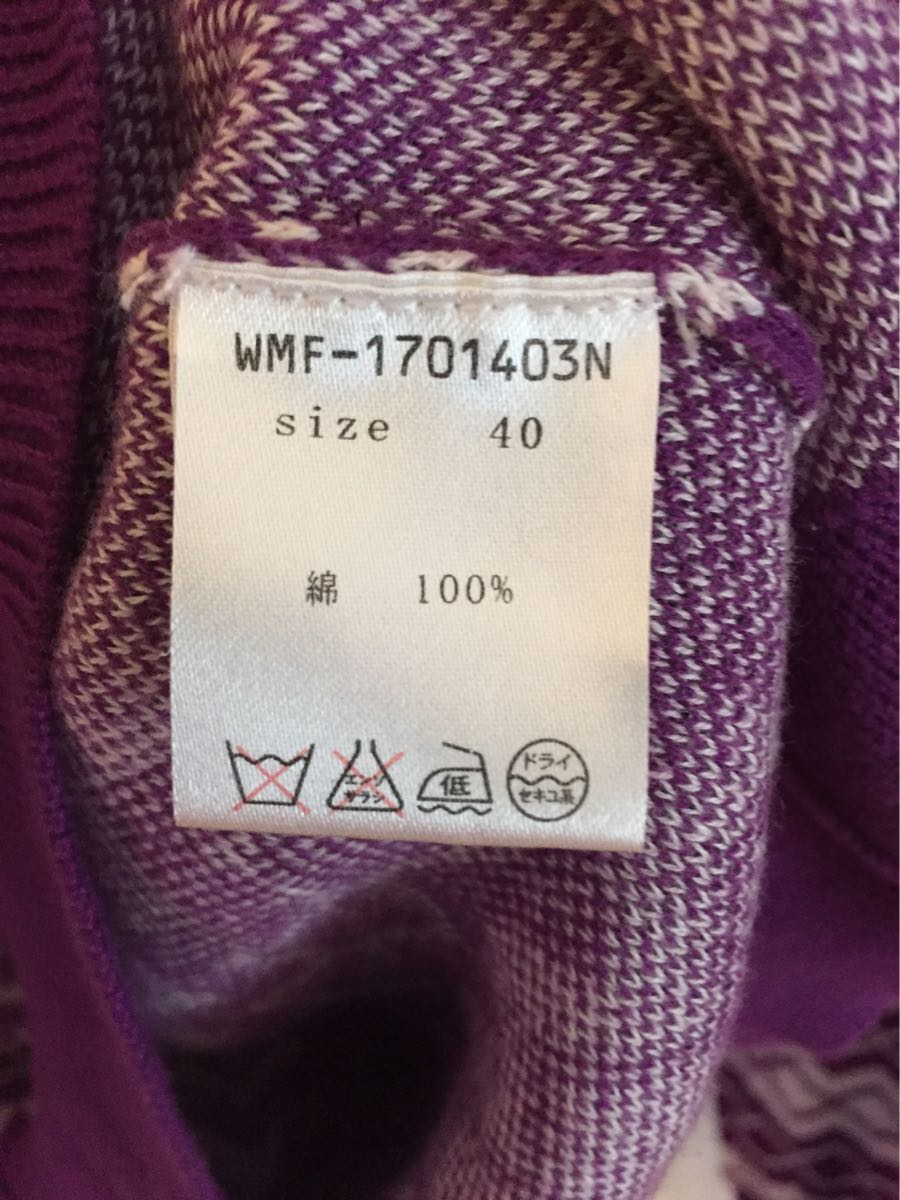 WMF-1701403N
size 40
綿 100%
エンソ サラシ 低 ドライ セキユ系